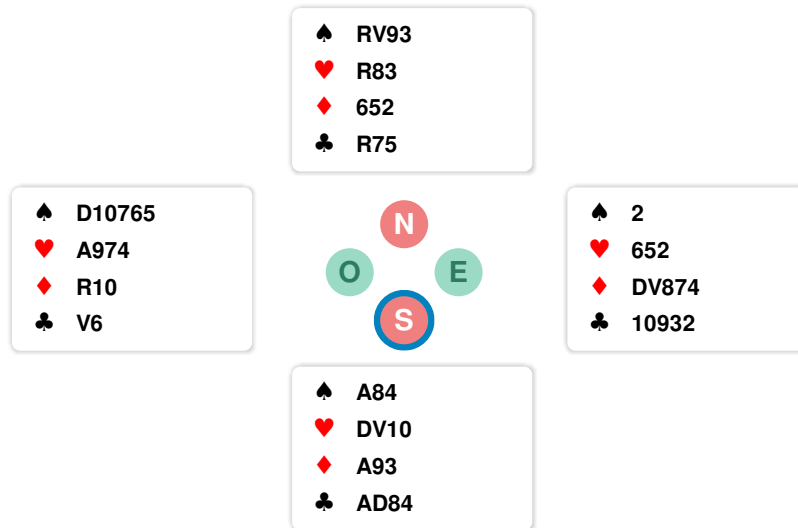 ♠ RV93
♥ R83
♦ 652
♣ R75
♠ D10765
♥ A974
♦ R10
♣ V6
N
O
E
S
♠ 2
♥ 652
♦ DV874
♣ 10932
♠ A84
♥ DV10
♦ A93
♣ AD84